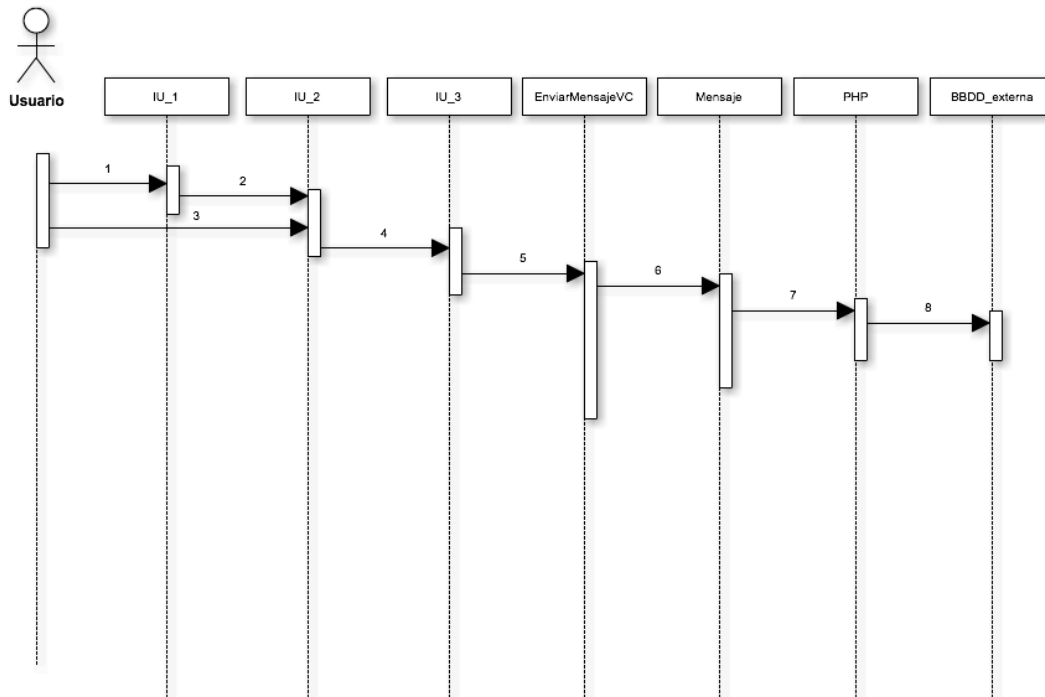 Usuario
IU_1
IU_2
IU_3
EnviarMensajeVC
Mensaje
PHP
BBDD_externa
1
2
3
4
5
6
7
8